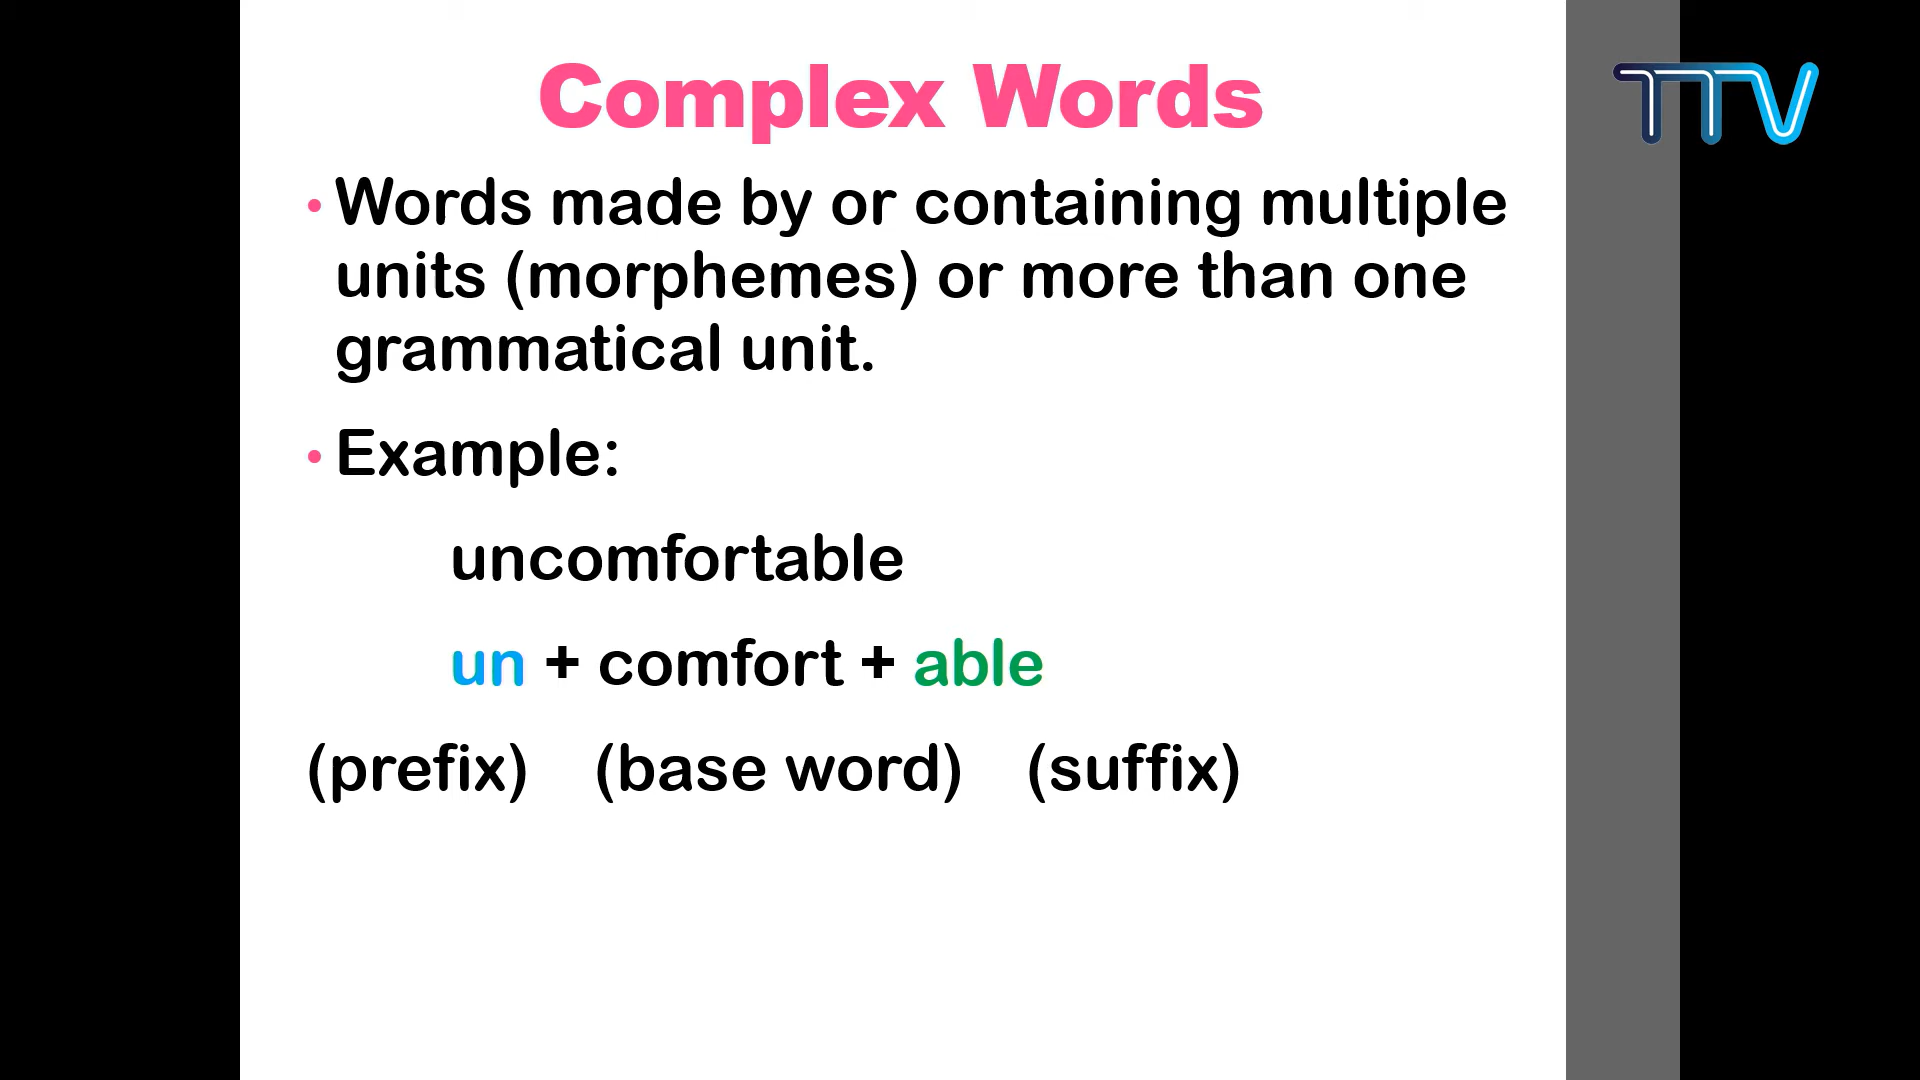 Complex Words
TTV
• Words made by or containing multiple
units (morphemes) or more than one
grammatical unit.
• Example:
uncomfortable
un + comfort + able
(prefix) (base word) (suffix)